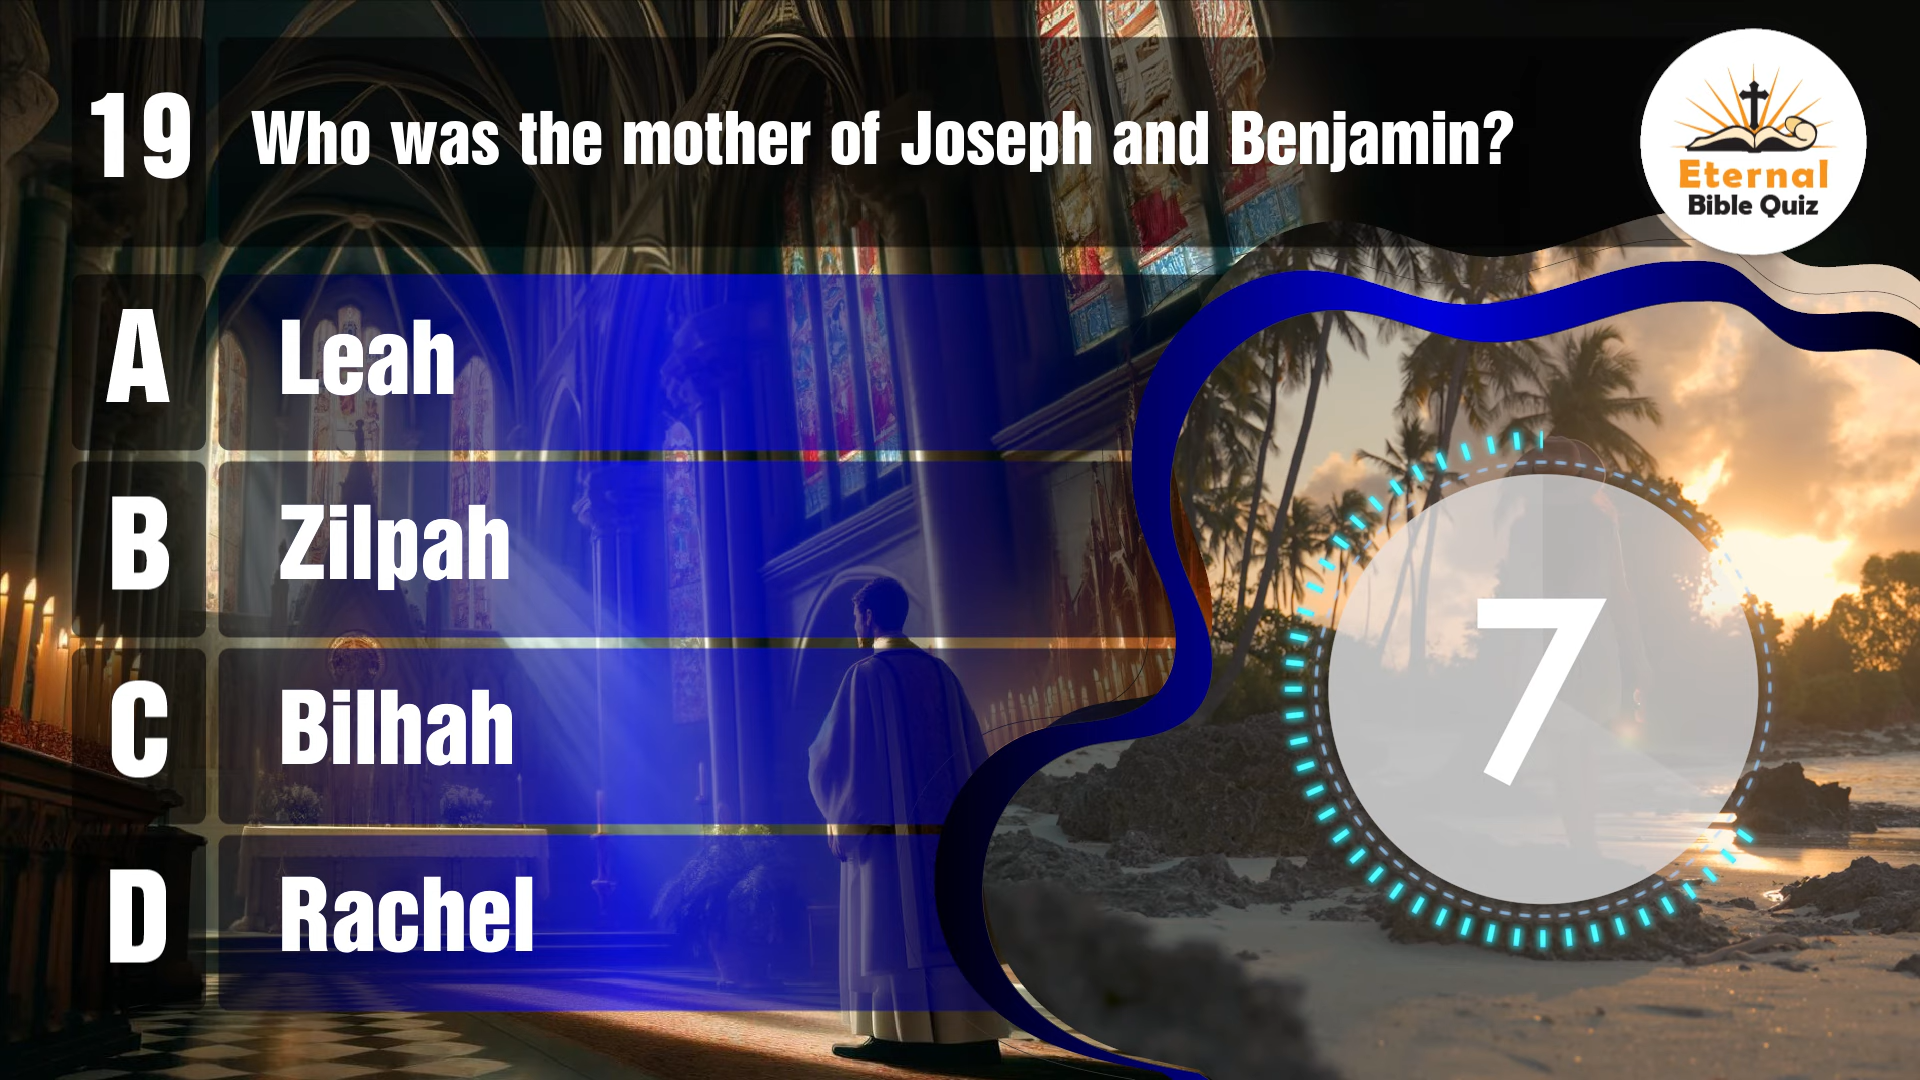 19
Who was the mother of Joseph and Benjamin?
Eternal
Bible Quiz
A
Leah
B
Zilpah
C
Bilhah
D
Rachel
7